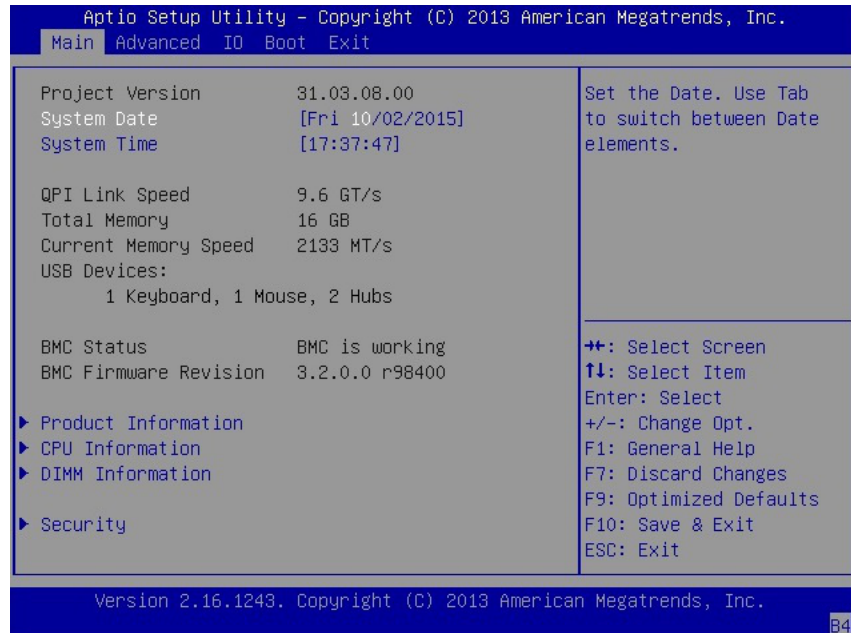 Aptio Setup Utility – Copyright (C) 2013 American Megatrends, Inc.
Main Advanced IO Boot Exit
Project Version 31.03.08.00
System Date [Fri 10/02/2015]
System Time [17:37:47]
QPI Link Speed 9.6 GT/s
Total Memory 16 GB
Current Memory Speed 2133 MT/s
USB Devices:
1 Keyboard, 1 Mouse, 2 Hubs
BMC Status BMC is working
BMC Firmware Revision 3.2.0.0 r98400
Product Information
CPU Information
DIMM Information
Security
Set the Date. Use Tab
to switch between Date
elements.
→←: Select Screen
↑↓: Select Item
Enter: Select
+/-: Change Opt.
F1: General Help
F7: Discard Changes
F9: Optimized Defaults
F10: Save & Exit
ESC: Exit
Version 2.16.1243. Copyright (C) 2013 American Megatrends, Inc.
B4